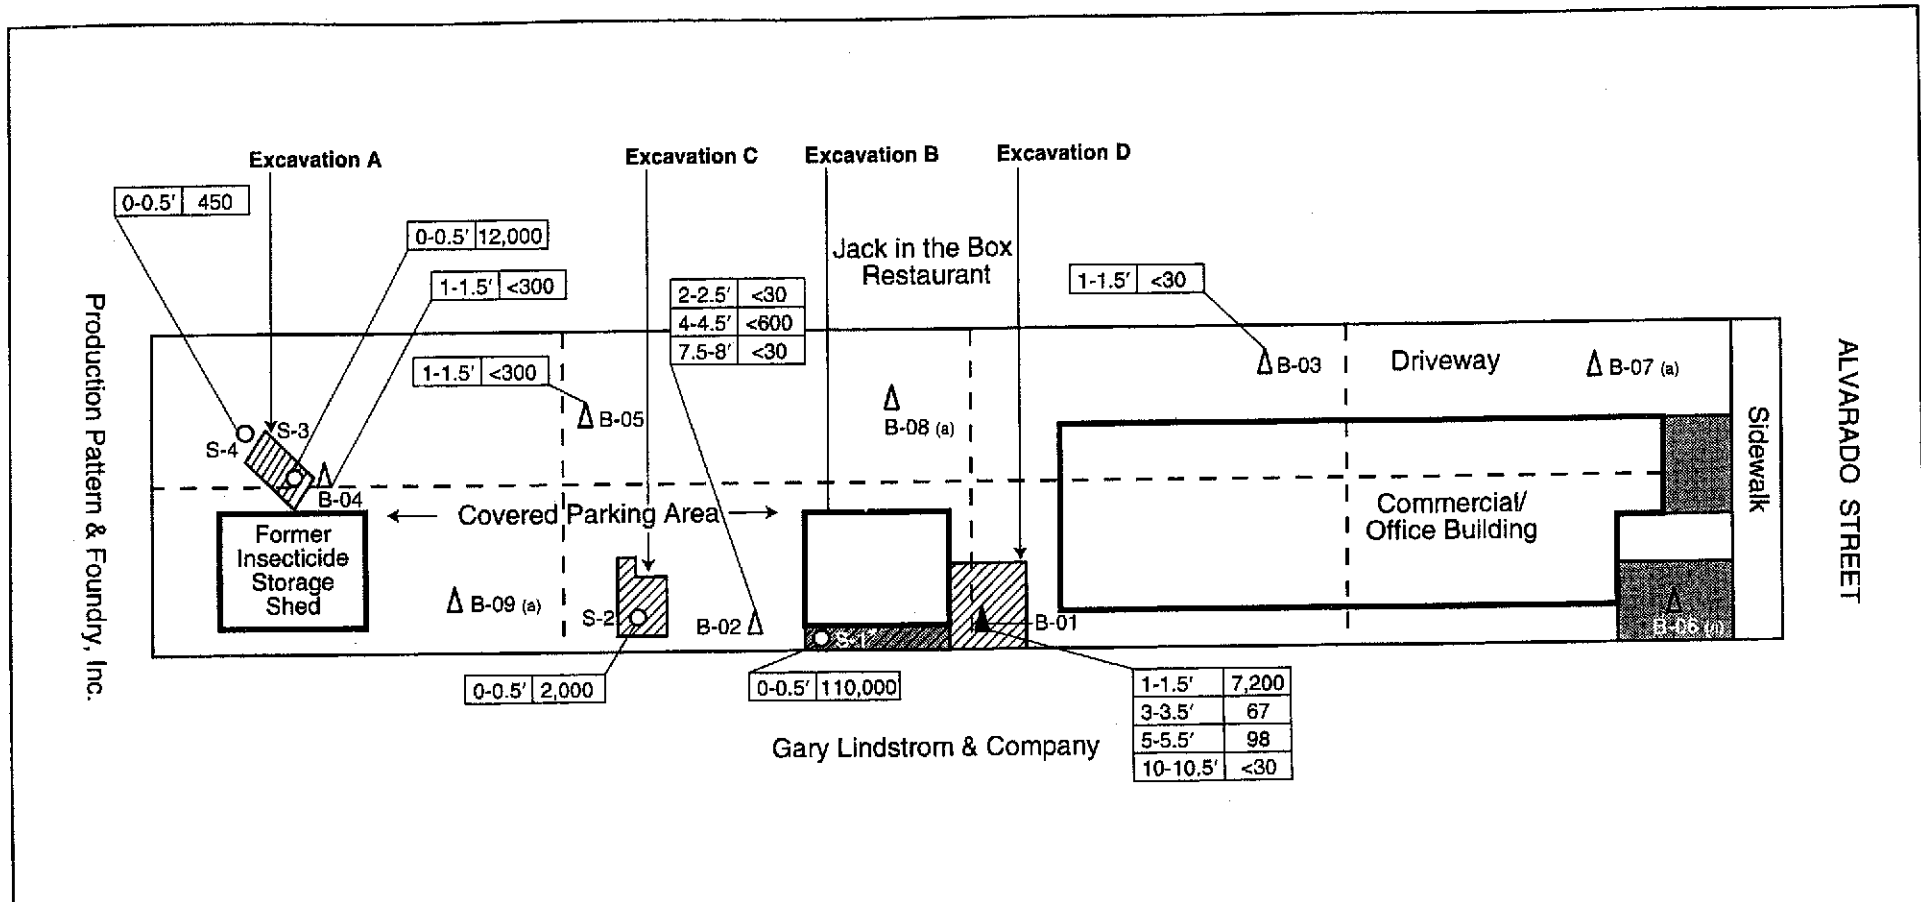 Excavation A
Excavation C
Excavation B
Excavation D
0-0.5′ 450
0-0.5′ 12,000
1-1.5′ <300
Jack in the Box
Restaurant
2-2.5′ <30
4-4.5′ <600
7.5-8′ <30
1-1.5′ <30
1-1.5′ <300
Production Pattern & Foundry, Inc.
S-4
S-3
B-04
B-05
B-08 (a)
B-03
Driveway
B-07 (a)
Sidewalk
ALVARADO STREET
Covered Parking Area
Former
Insecticide
Storage
Shed
Commercial/
Office Building
B-09 (a)
S-2
B-02
S-1
B-01
B-06 (a)
0-0.5′ 2,000
0-0.5′ 110,000
1-1.5′ 7,200
3-3.5′ 67
5-5.5′ 98
10-10.5′ <30
Gary Lindstrom & Company